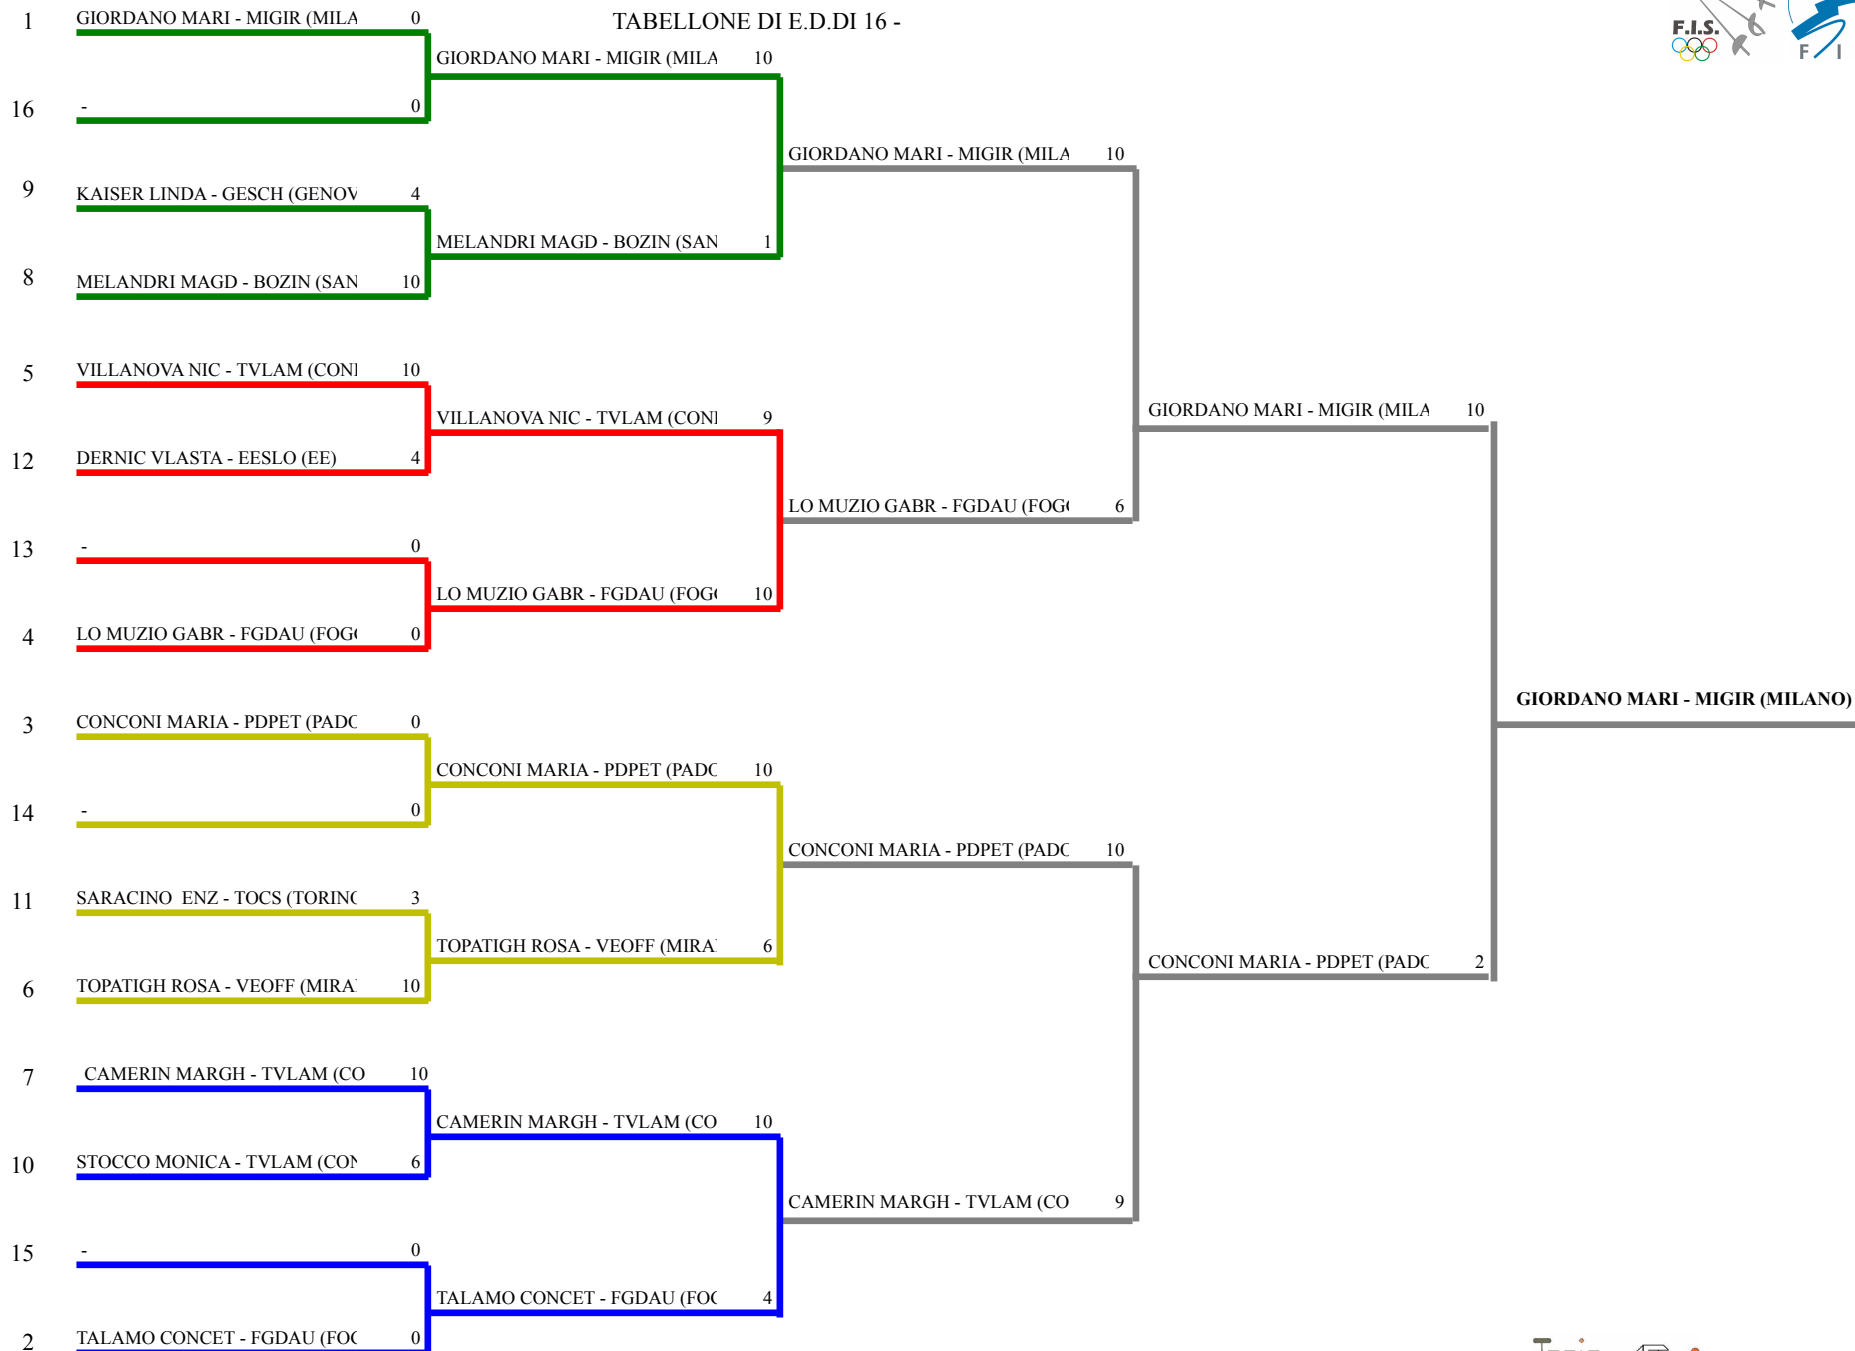 TABELLONE DI E.D.DI 16 -
F.I.S.
F I
1 GIORDANO MARI - MIGIR (MILA 0
GIORDANO MARI - MIGIR (MILA 10
16 - 0
GIORDANO MARI - MIGIR (MILA 10
9 KAISER LINDA - GESCH (GENOV 4
MELANDRI MAGD - BOZIN (SAN 1
8 MELANDRI MAGD - BOZIN (SAN 10
5 VILLANOVA NIC - TVLAM (CONI 10
GIORDANO MARI - MIGIR (MILA 10
VILLANOVA NIC - TVLAM (CONI 9
12 DERNIC VLASTA - EESLO (EE) 4
LO MUZIO GABR - FGDAU (FOGG 6
13 - 0
LO MUZIO GABR - FGDAU (FOGG 10
4 LO MUZIO GABR - FGDAU (FOGG 0
GIORDANO MARI - MIGIR (MILANO)
3 CONCONI MARIA - PDPET (PADO 0
CONCONI MARIA - PDPET (PADO 10
14 - 0
CONCONI MARIA - PDPET (PADO 10
11 SARACINO  ENZ - TOCS (TORINO 3
TOPATIGH ROSA - VEOFF (MIRA 6
CONCONI MARIA - PDPET (PADO 2
6 TOPATIGH ROSA - VEOFF (MIRA 10
7 CAMERIN MARGH - TVLAM (CO 10
CAMERIN MARGH - TVLAM (CO 10
10 STOCCO MONICA - TVLAM (CON 6
CAMERIN MARGH - TVLAM (CO 9
15 - 0
TALAMO CONCET - FGDAU (FOG 4
2 TALAMO CONCET - FGDAU (FOG 0